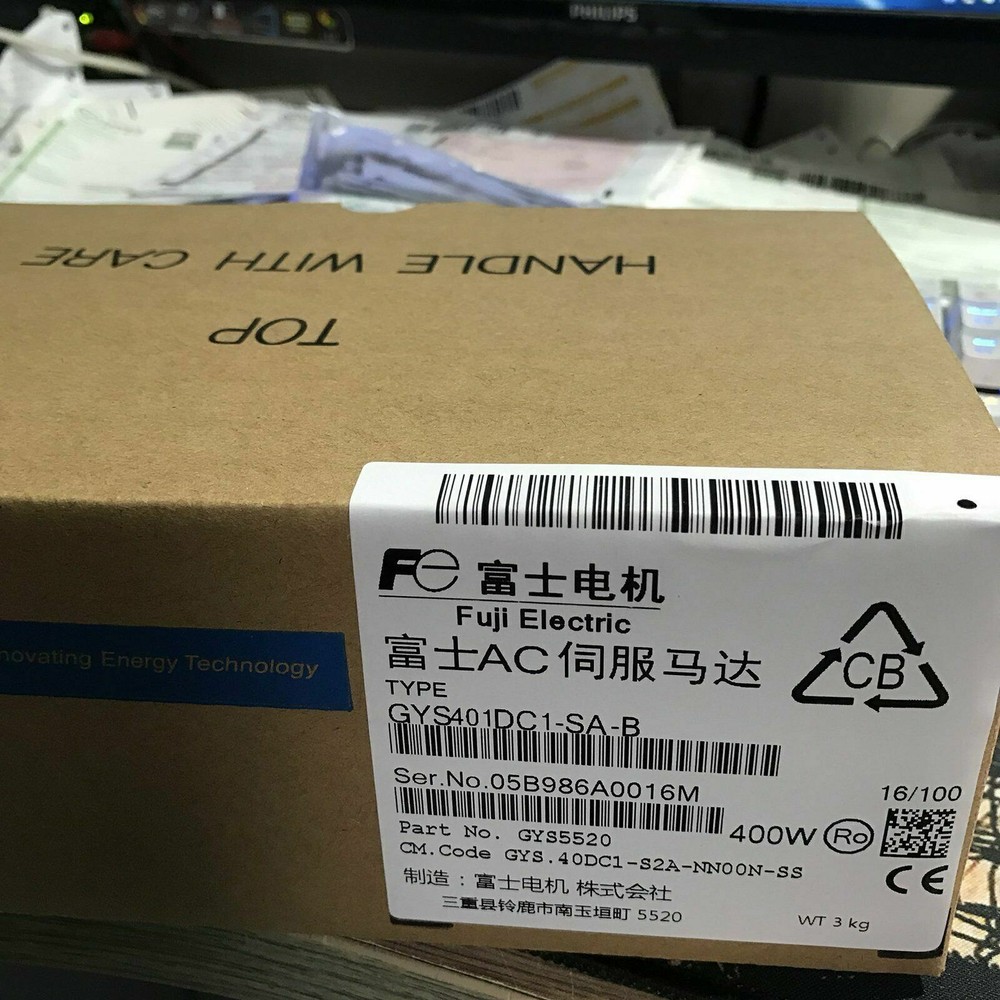 PHILIPS
HANDLE WITH CARE
TOP
novating Energy Technology
Fe 富士电机
Fuji Electric
富士AC伺服马达
CB
TYPE
GYS401DC1-SA-B
Ser.No.05B986A0016M
16/100
Part No. GYS5520
400W Ro
CM.Code GYS.40DC1-S2A-NN00N-SS
CE
制造：富士电机 株式会社
三重县铃鹿市南玉垣町 5520
WT 3 kg